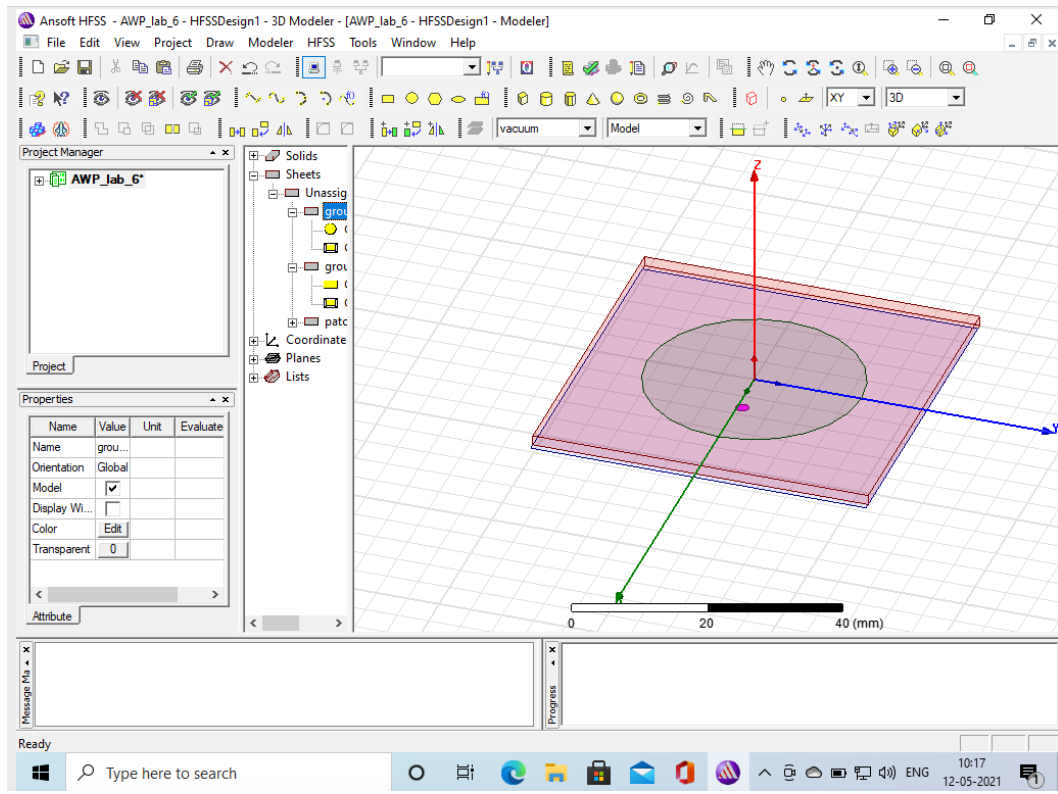 Ansoft HFSS - AWP_lab_6 - HFSSDesign1 - 3D Modeler - [AWP_lab_6 - HFSSDesign1 - Modeler]
File Edit View Project Draw Modeler HFSS Tools Window Help
XY 3D
vacuum Model
Project Manager
AWP_lab_6*
Project
Properties
Name Value Unit Evaluate
Name grou...
Orientation Global
Model
Display Wi...
Color Edit
Transparent 0
Attribute
Solids
Sheets
Unassig
grou
grou
patc
Coordinate
Planes
Lists
Z
Y
0 20 40 (mm)
Message Ma
Progress
Ready
Type here to search
ENG
10:17
12-05-2021
1